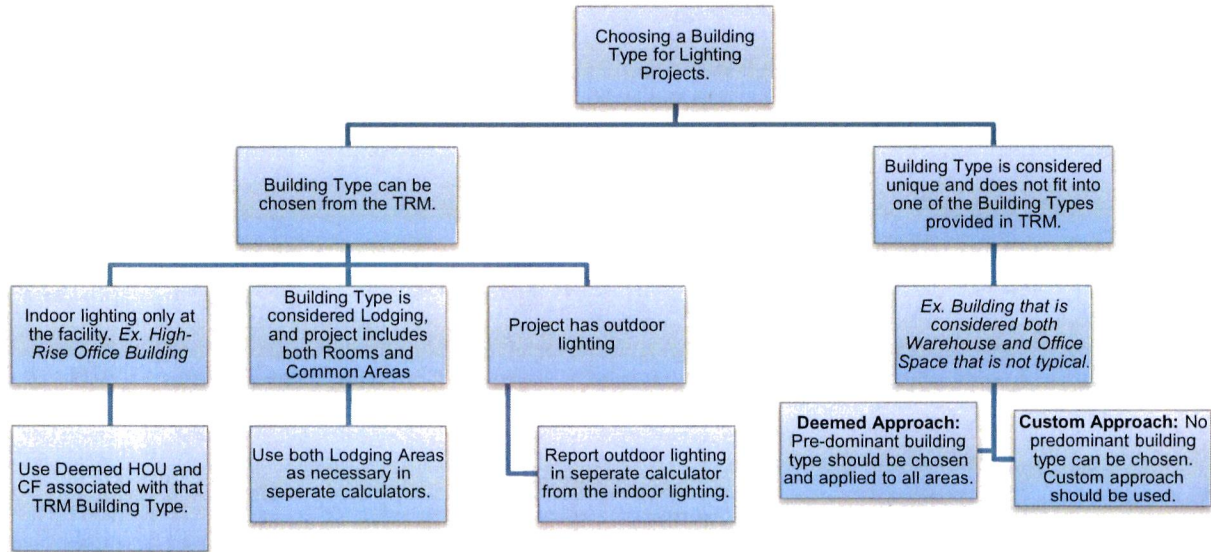 Choosing a Building
Type for Lighting
Projects.
Building Type can be
chosen from the TRM.
Building Type is considered
unique and does not fit into
one of the Building Types
provided in TRM.
Indoor lighting only at
the facility. Ex. High-
Rise Office Building
Building Type is
considered Lodging,
and project includes
both Rooms and
Common Areas
Project has outdoor
lighting
Ex. Building that is
considered both
Warehouse and Office
Space that is not typical.
Use Deemed HOU and
CF associated with that
TRM Building Type.
Use both Lodging Areas
as necessary in
seperate calculators.
Report outdoor lighting
in seperate calculator
from the indoor lighting.
Deemed Approach:
Pre-dominant building
type should be chosen
and applied to all areas.
Custom Approach: No
predominant building
type can be chosen.
Custom approach
should be used.